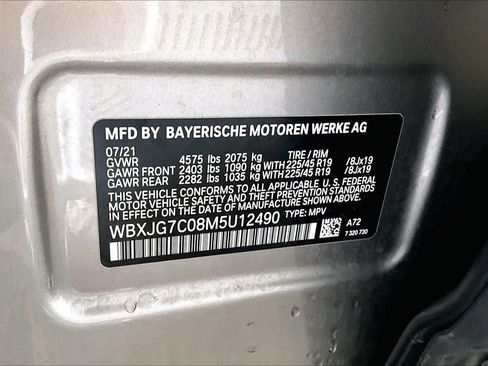 MFD BY BAYERISCHE MOTOREN WERKE AG
07/21
GVWR 4575 lbs 2075 kg TIRE / RIM
GAWR FRONT 2403 lbs 1090 kg WITH 225/45 R19 /8Jx19
GAWR REAR 2282 lbs 1035 kg WITH 225/45 R19 /8Jx19
THIS VEHICLE CONFORMS TO ALL APPLICABLE U.S. FEDERAL
MOTOR VEHICLE SAFETY STANDARDS IN EFFECT ON THE DATE
OF MANUFACTURE SHOWN ABOVE.
WBXJG7C08M5U12490 TYPE: MPV
A72
7 320 730